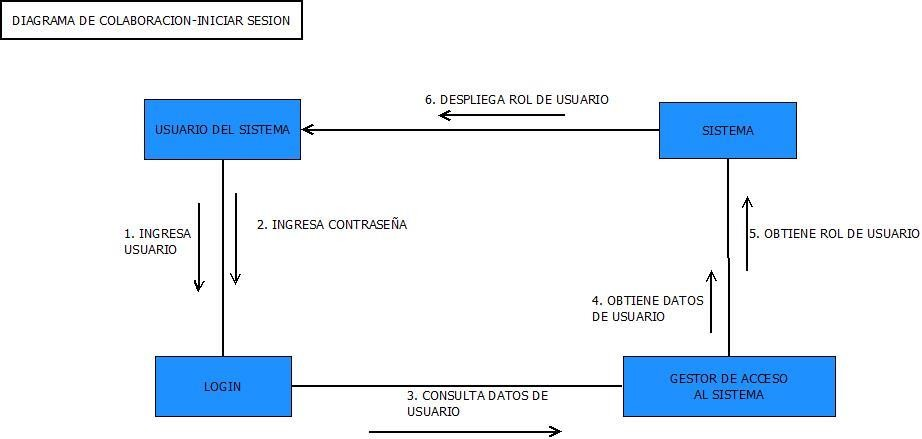 DIAGRAMA DE COLABORACION-INICIAR SESION
6. DESPLIEGA ROL DE USUARIO
USUARIO DEL SISTEMA
SISTEMA
1. INGRESA
USUARIO
2. INGRESA CONTRASEÑA
5. OBTIENE ROL DE USUARIO
4. OBTIENE DATOS
DE USUARIO
LOGIN
3. CONSULTA DATOS DE
USUARIO
GESTOR DE ACCESO
AL SISTEMA